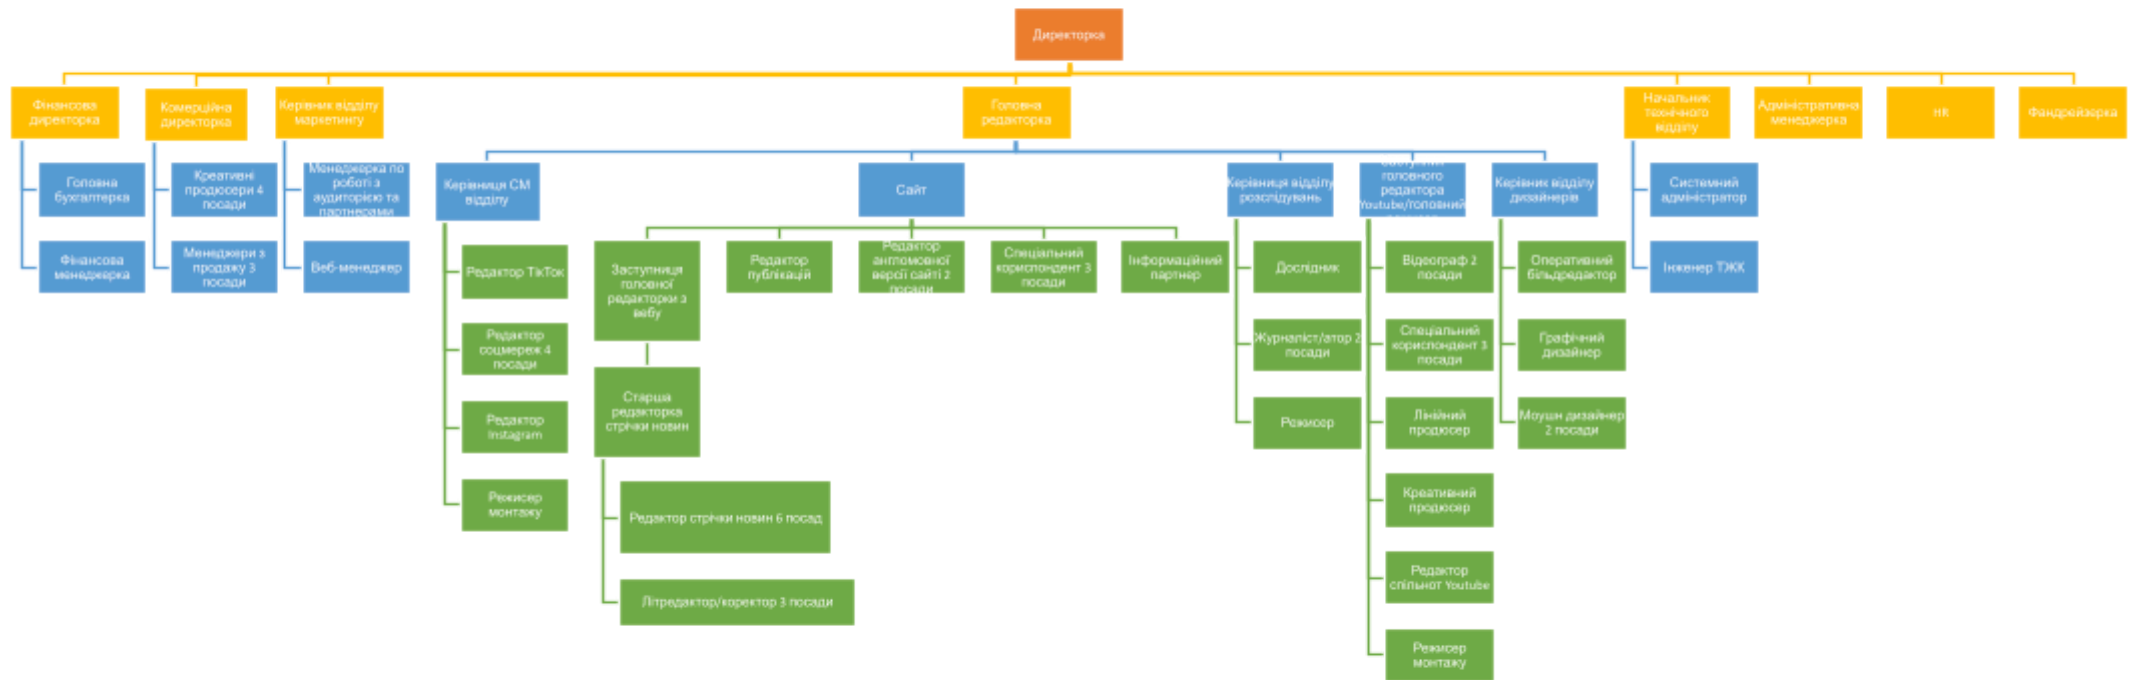 Директорка
Фінансова
директорка
Комерційна
директорка
Керівник відділу
маркетингу
Головна
редакторка
Начальник
технічного
відділу
Адміністративна
менеджерка
HR
Фандрейзерка
Головна
бухгалтерка
Фінансова
менеджерка
Креативні
продюсери 4
посади
Менеджери з
продажу 3
посади
Менеджерка по
роботі з
аудиторією та
партнерами
Веб-менеджер
Керівниця СМ
відділу
Сайт
Керівниця відділу
розслідувань
головного
редактора
Youtube/головний
Керівник відділу
дизайнерів
Системний
адміністратор
Інженер ТЖК
Редактор ТікТок
Редактор
соцмереж 4
посади
Редактор
Instagram
Режисер
монтажу
Заступниця
головної
редакторки з
вебу
Старша
редакторка
стрічки новин
Редактор стрічки новин 6 посад
Літредактор/коректор 3 посади
Редактор
публікацій
Редактор
англомовної
версії сайті 2
посади
Спеціальний
кориспондент 3
посади
Інформаційний
партнер
Дослідник
Журналіст/атор 2
посади
Режисер
Відеограф 2
посади
Спеціальний
кориспондент 3
посади
Лінійний
продюсер
Креативний
продюсер
Редактор
спільнот Youtube
Режисер
монтажу
Оперативний
більдредактор
Графічний
дизайнер
Моушн дизайнер
2 посади